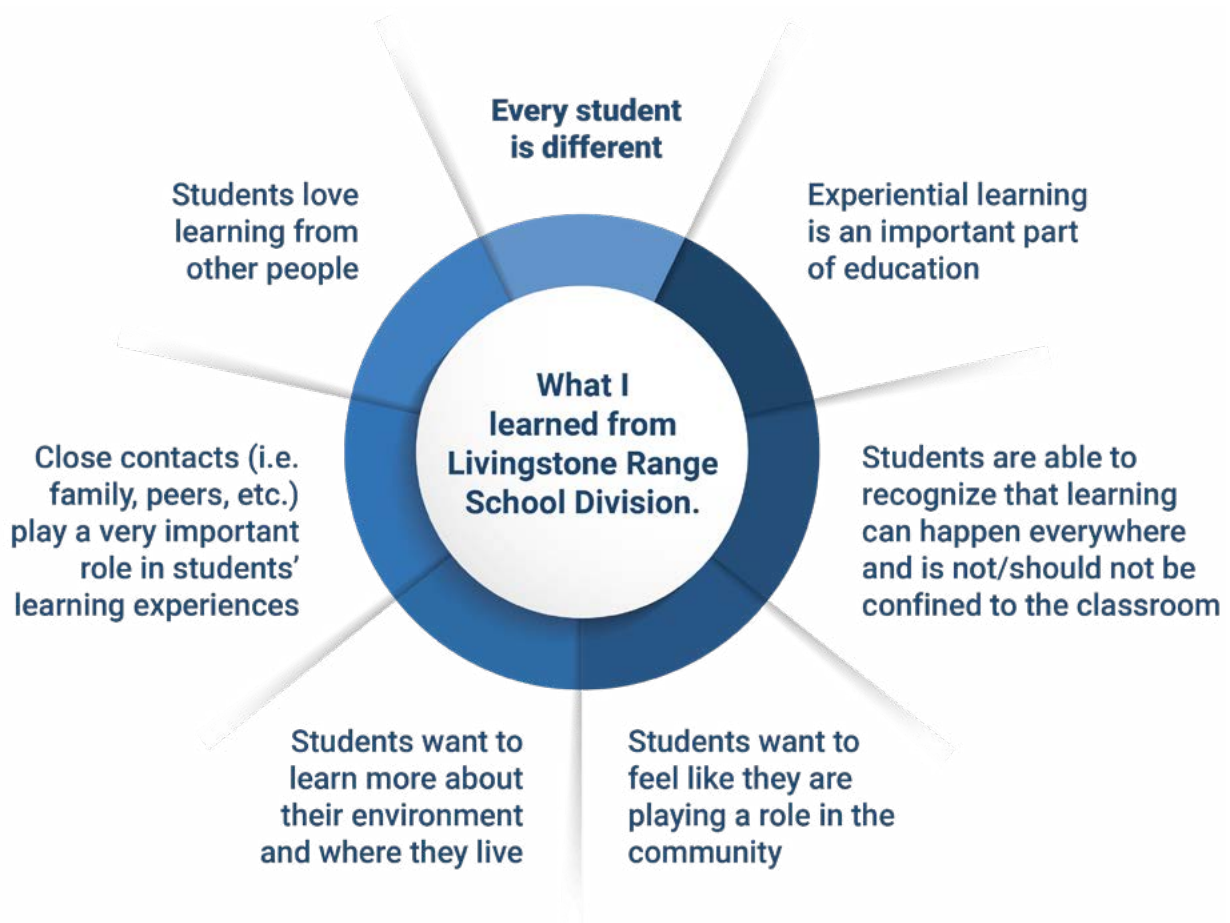 Every student
is different
Experiential learning
is an important part
of education
Students are able to
recognize that learning
can happen everywhere
and is not/should not be
confined to the classroom
Students want to
feel like they are
playing a role in the
community
Students want to
learn more about
their environment
and where they live
Close contacts (i.e.
family, peers, etc.)
play a very important
role in students’
learning experiences
Students love
learning from
other people
What I
learned from
Livingstone Range
School Division.